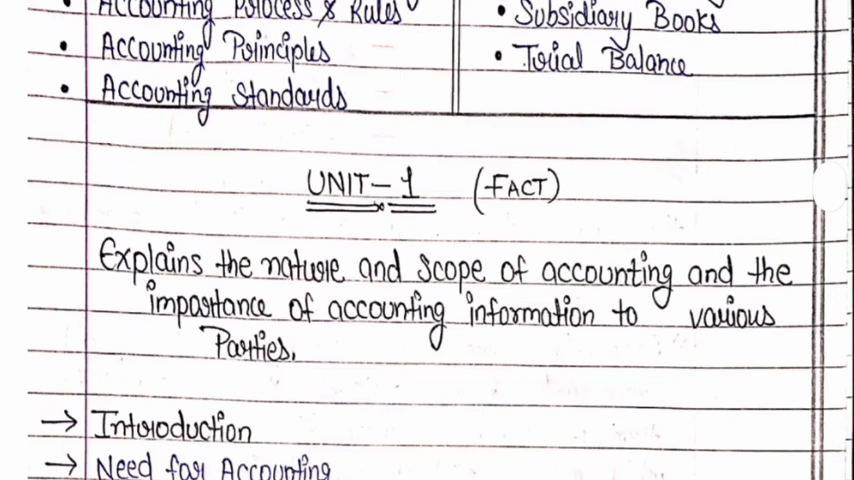 • Accounting Process & Rules
• Accounting Principles
• Accounting Standards
• Subsidiary Books
• Trial Balance
UNIT-1 (FACT)
Explains the nature and scope of accounting and the
importance of accounting information to various
Parties.
→ Introduction
→ Need for Accounting